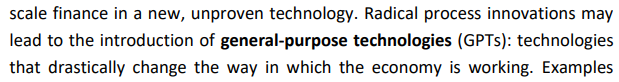 scale finance in a new, unproven technology. Radical process innovations may
lead to the introduction of general-purpose technologies (GPTs): technologies
that drastically change the way in which the economy is working. Examples